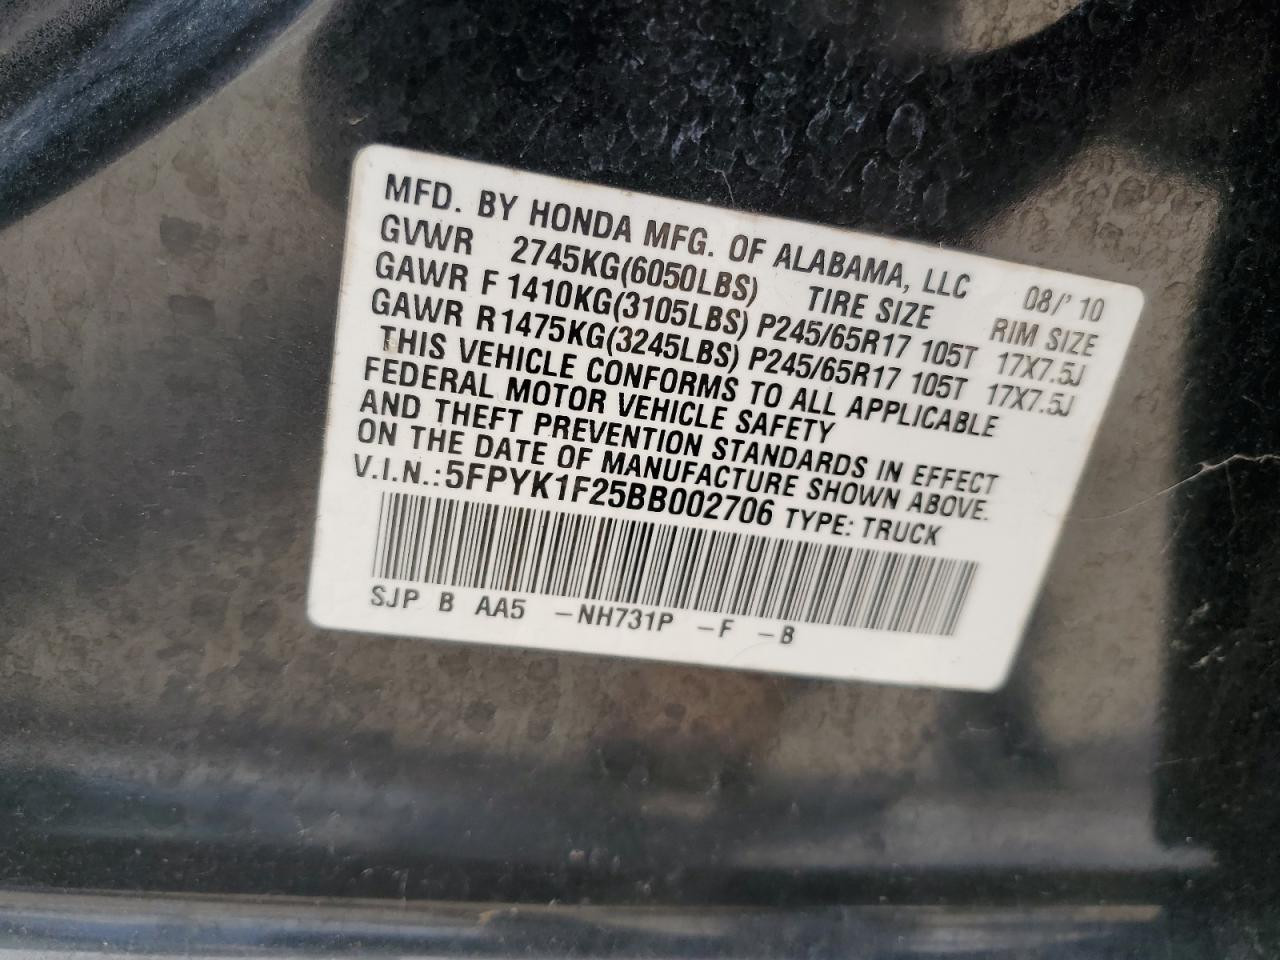 MFD. BY HONDA MFG. OF ALABAMA, LLC 08/'10
GVWR 2745KG(6050LBS) TIRE SIZE RIM SIZE
GAWR F 1410KG(3105LBS) P245/65R17 105T 17X7.5J
GAWR R 1475KG(3245LBS) P245/65R17 105T 17X7.5J
THIS VEHICLE CONFORMS TO ALL APPLICABLE
FEDERAL MOTOR VEHICLE SAFETY
AND THEFT PREVENTION STANDARDS IN EFFECT
ON THE DATE OF MANUFACTURE SHOWN ABOVE.
V.I.N.: 5FPYK1F25BB002706 TYPE: TRUCK
SJP B AA5 -NH731P -F -B